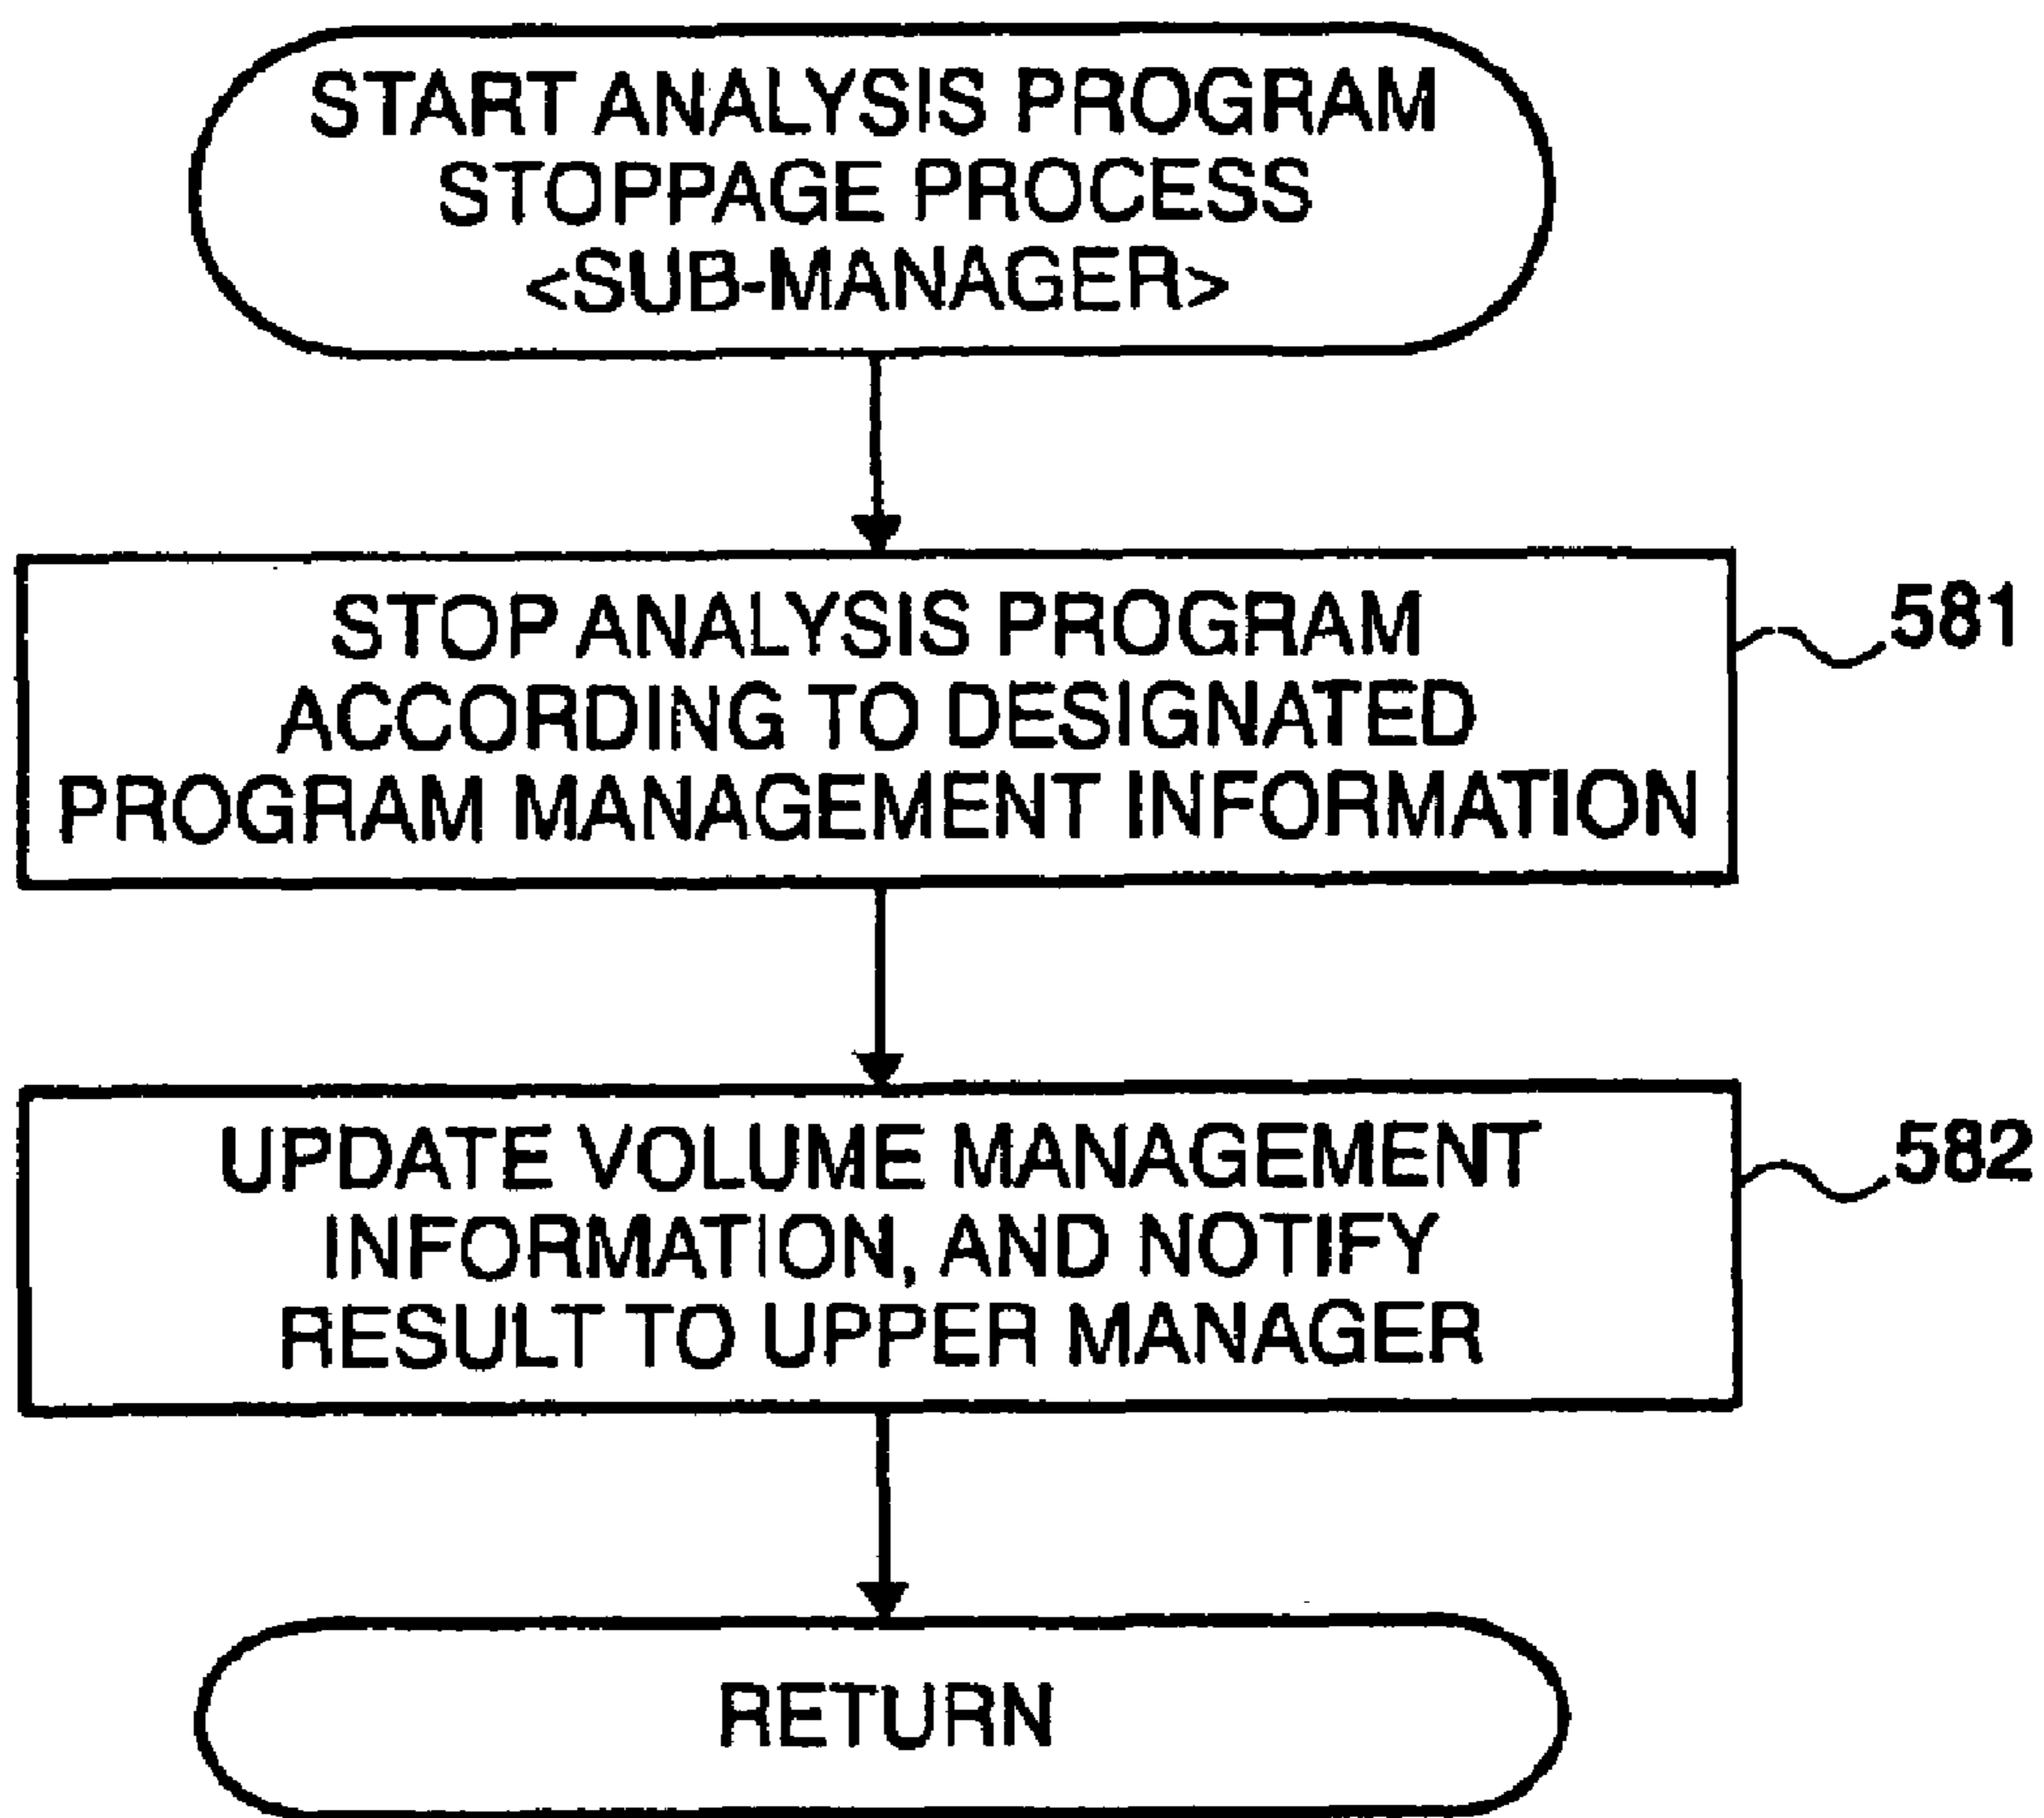 START ANALYSIS PROGRAM
STOPPAGE PROCESS
<SUB-MANAGER>
STOP ANALYSIS PROGRAM
ACCORDING TO DESIGNATED
PROGRAM MANAGEMENT INFORMATION
581
UPDATE VOLUME MANAGEMENT
INFORMATION, AND NOTIFY
RESULT TO UPPER MANAGER
582
RETURN